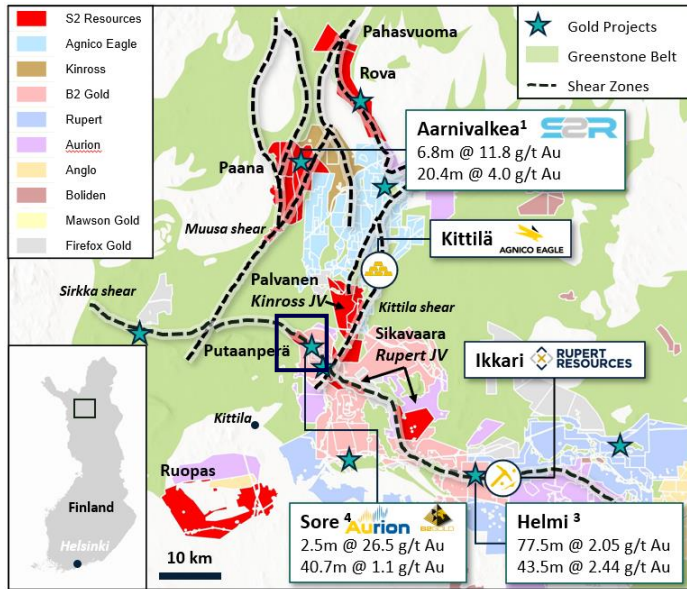 S2 Resources
Agnico Eagle
Kinross
B2 Gold
Rupert
Aurion
Anglo
Boliden
Mawson Gold
Firefox Gold
Gold Projects
Greenstone Belt
Shear Zones
Pahasvuoma
Rova
Aarnivalkea¹ S2R
6.8m @ 11.8 g/t Au
20.4m @ 4.0 g/t Au
Paana
Muusa shear
Kittilä AGNICO EAGLE
Palvanen
Kinross JV
Kittila shear
Sirkka shear
Putaanperä
Sikavaara
Rupert JV
Ikkari RUPERT
RESOURCES
Kittila
Ruopas
Finland
Helsinki
10 km
Sore ⁴ Aurion B2GOLD
2.5m @ 26.5 g/t Au
40.7m @ 1.1 g/t Au
Helmi ³
77.5m @ 2.05 g/t Au
43.5m @ 2.44 g/t Au